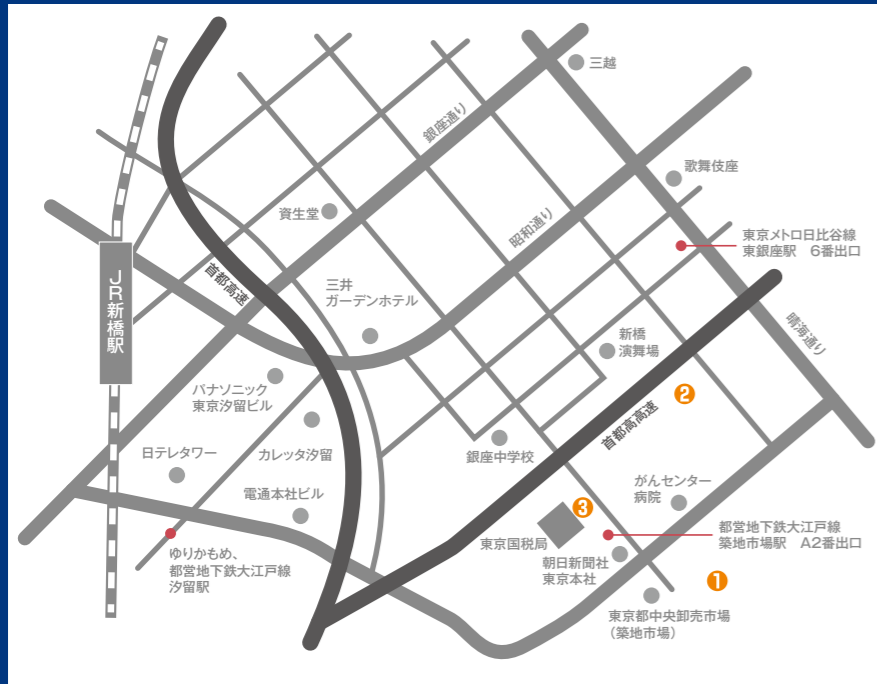 三越
銀座通り
歌舞伎座
資生堂
昭和通り
東京メトロ日比谷線
東銀座駅 6番出口
首都高速
三井
ガーデンホテル
JR新橋駅
晴海通り
新橋
演舞場
パナソニック
東京汐留ビル
❷
首都高高速
カレッタ汐留
銀座中学校
日テレタワー
がんセンター
病院
電通本社ビル
❸
東京国税局
都営地下鉄大江戸線
築地市場駅 A2番出口
ゆりかもめ、
都営地下鉄大江戸線
汐留駅
朝日新聞社
東京本社
❶
東京都中央卸売市場
(築地市場)